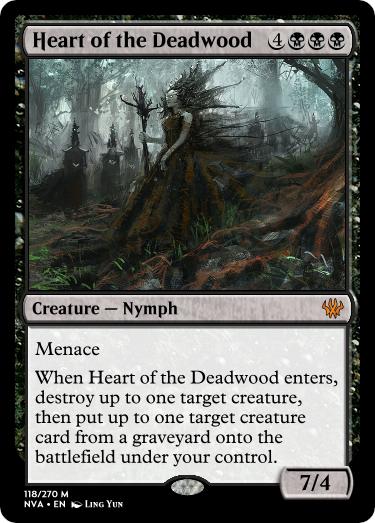 Heart of the Deadwood 4
Creature — Nymph
Menace
When Heart of the Deadwood enters,
destroy up to one target creature,
then put up to one target creature
card from a graveyard onto the
battlefield under your control.
7/4
118/270 M
NVA • EN Ling Yun